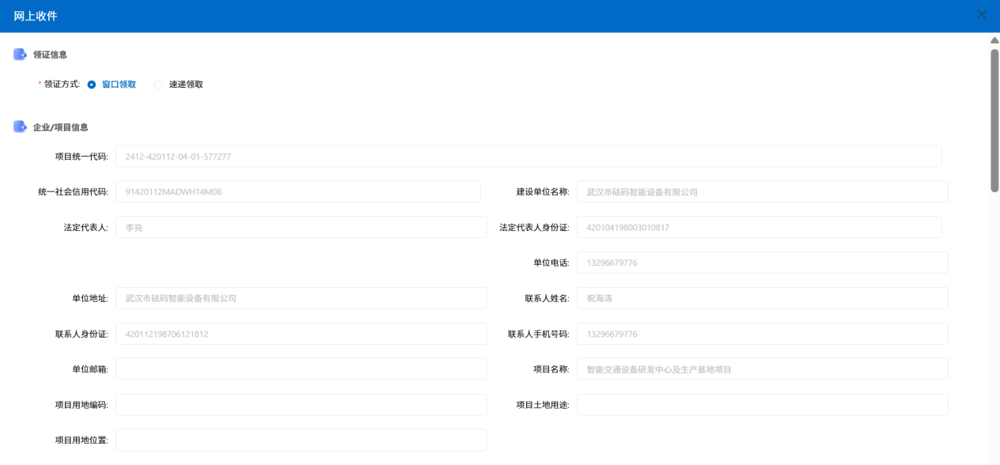 网上收件
领证信息
* 领证方式: 窗口领取 速递领取
企业/项目信息
项目统一代码: 2412-420112-04-01-577277
统一社会信用代码: 91420112MADWH14M0B 建设单位名称: 武汉市砝码智能设备有限公司
法定代表人: 李亮 法定代表人身份证: 420104198003010817
单位电话: 13296679776
单位地址: 武汉市砝码智能设备有限公司 联系人姓名: 祝海涛
联系人身份证: 420112198706121812 联系人手机号码: 13296679776
单位邮箱: 项目名称: 智能交通设备研发中心及生产基地项目
项目用地编码: 项目土地用途:
项目用地位置: